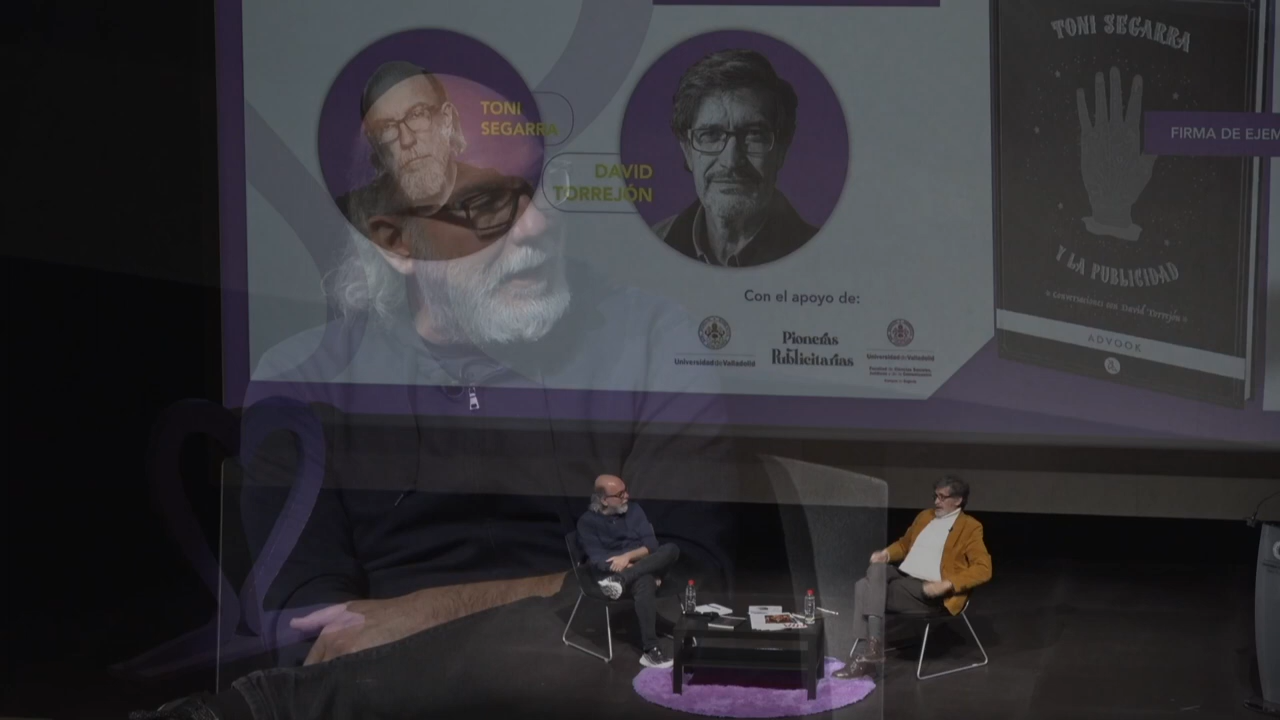 TONI
SEGARRA
DAVID
TORREJÓN
Con el apoyo de:
Universidad de Valladolid
Pioneras
Publicitarias
Universidad de Valladolid
TONI SEGARRA
Y LA PUBLICIDAD
ADVOOK
FIRMA DE EJEM